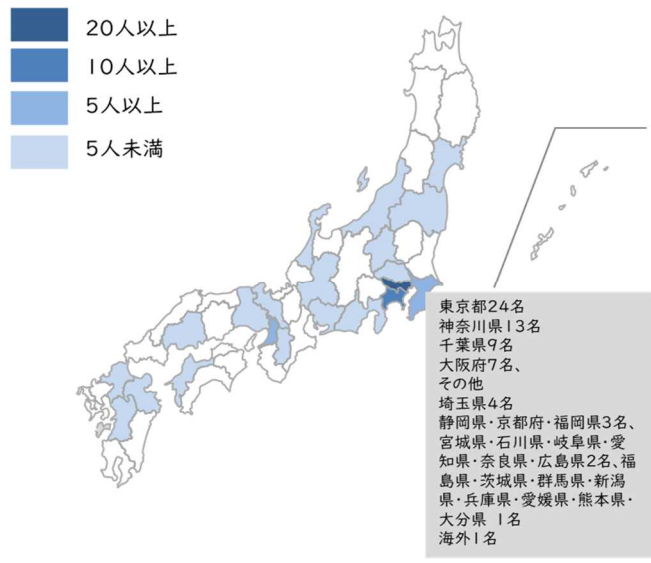 20人以上
10人以上
5人以上
5人未満
東京都24名
神奈川県13名
千葉県9名
大阪府7名、
その他
埼玉県4名
静岡県・京都府・福岡県3名、
宮城県・石川県・岐阜県・愛
知県・奈良県・広島県2名、福
島県・茨城県・群馬県・新潟
県・兵庫県・愛媛県・熊本県・
大分県 1名
海外1名